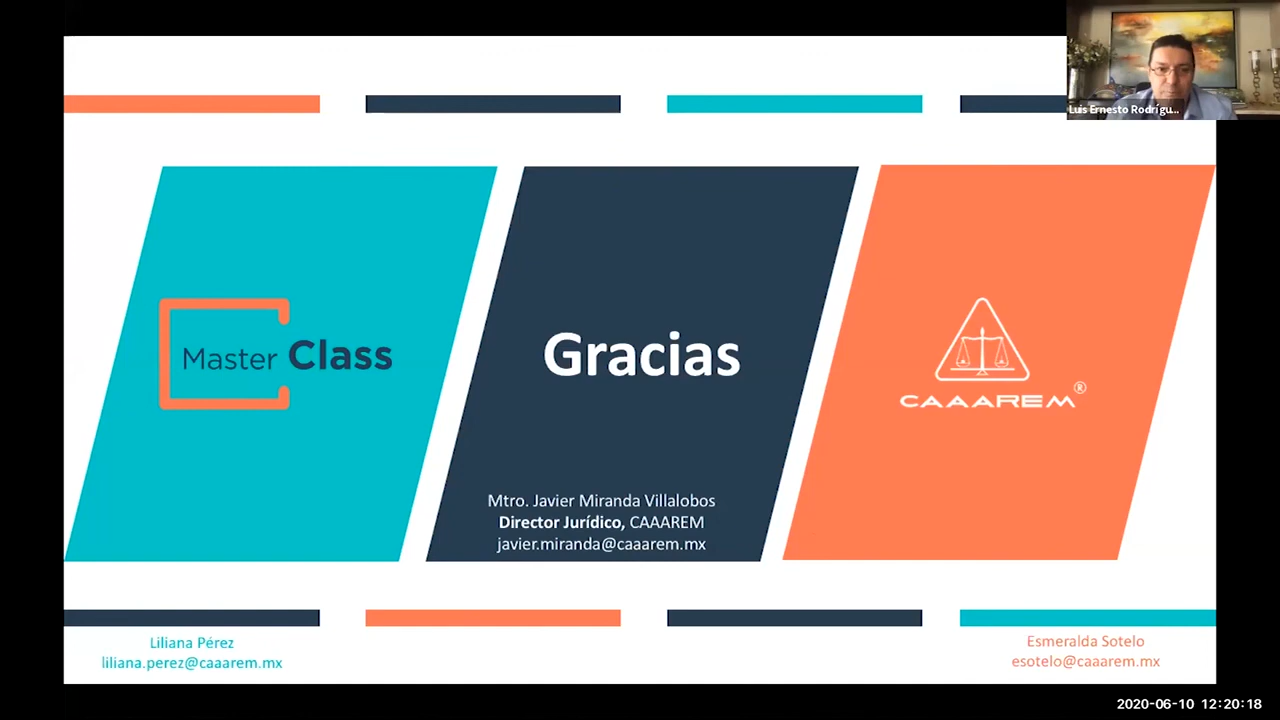 Luis Ernesto Rodrígu...
Master Class
Gracias
CAAAREM®
Mtro. Javier Miranda Villalobos
Director Jurídico, CAAAREM
javier.miranda@caaarem.mx
Liliana Pérez
liliana.perez@caaarem.mx
Esmeralda Sotelo
esotelo@caaarem.mx
2020-06-10 12:20:18